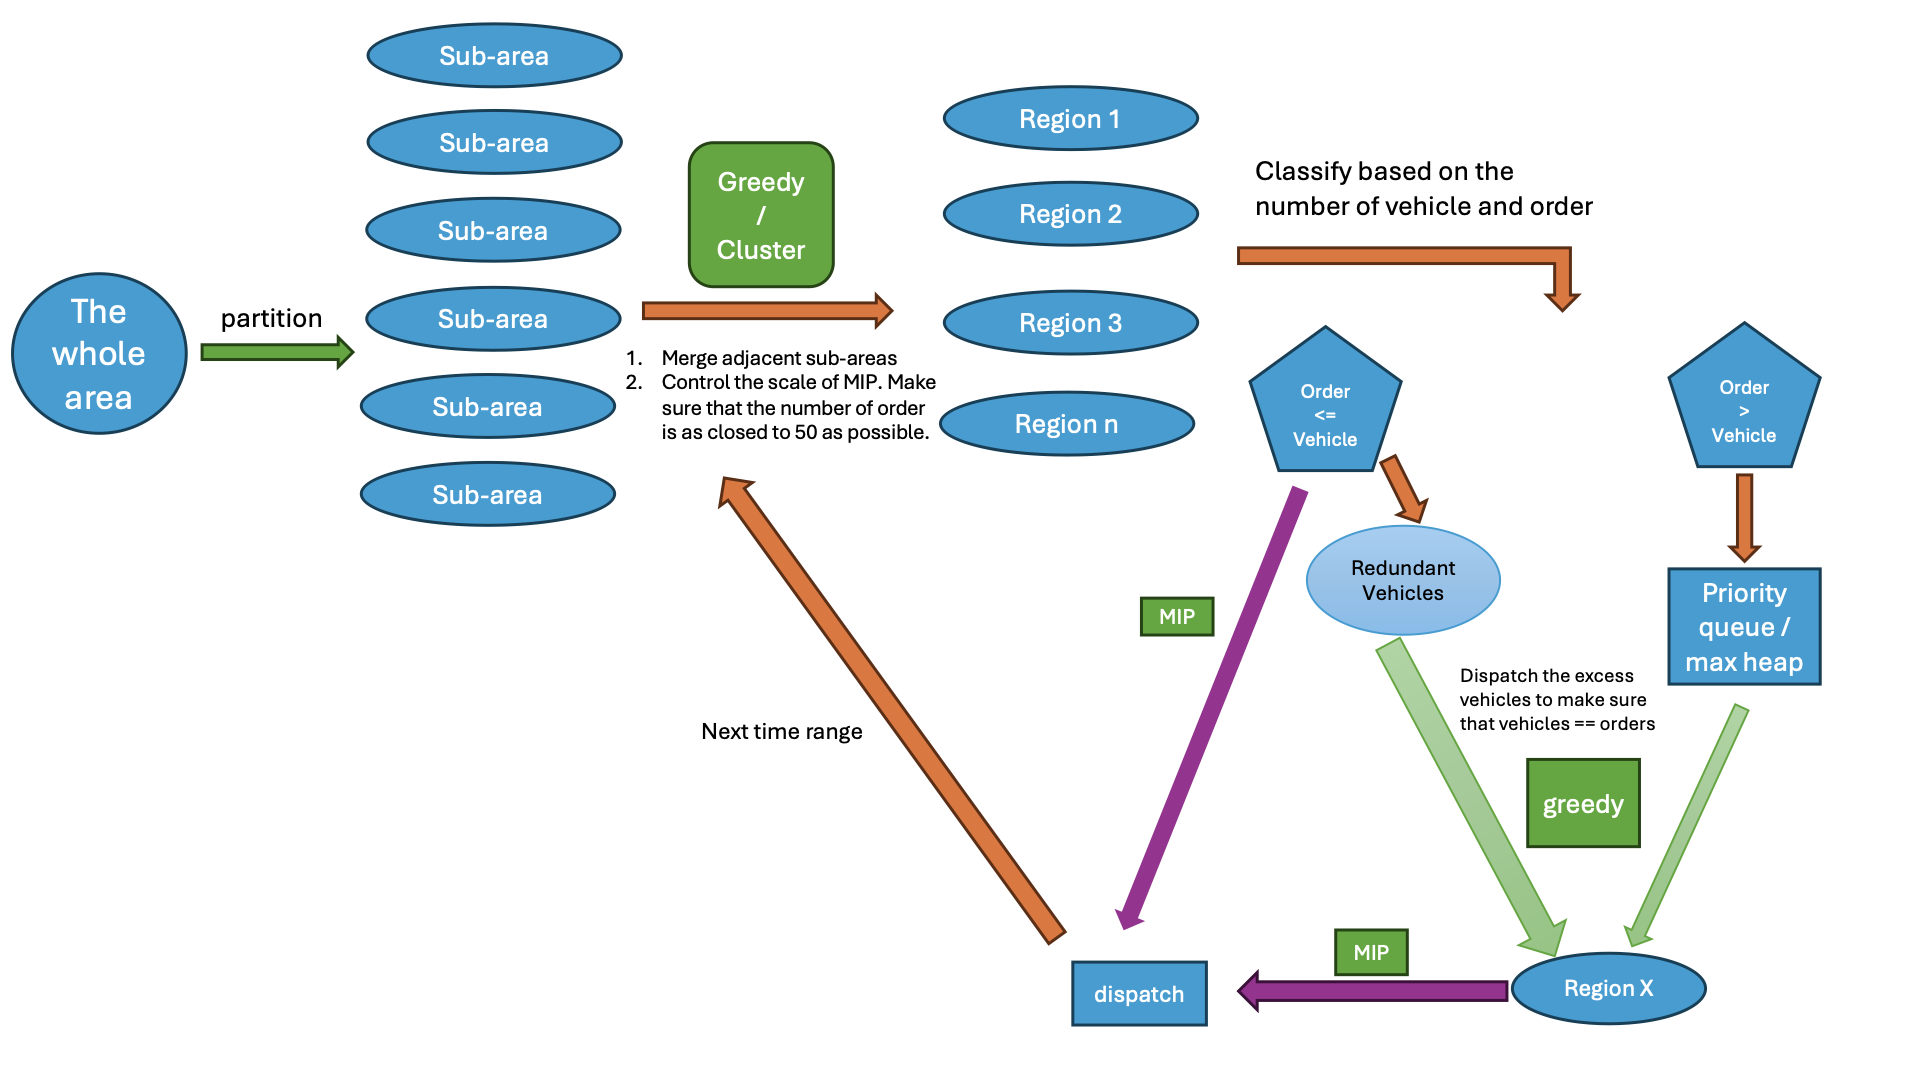 The
whole
area
partition
Sub-area
Sub-area
Sub-area
Sub-area
Sub-area
Sub-area
Greedy
/
Cluster
1. Merge adjacent sub-areas
2. Control the scale of MIP. Make
sure that the number of order
is as closed to 50 as possible.
Region 1
Region 2
Region 3
Region n
Classify based on the
number of vehicle and order
Order
<=
Vehicle
Order
>
Vehicle
Redundant
Vehicles
Priority
queue /
max heap
MIP
Dispatch the excess
vehicles to make sure
that vehicles == orders
greedy
Next time range
MIP
dispatch
Region X